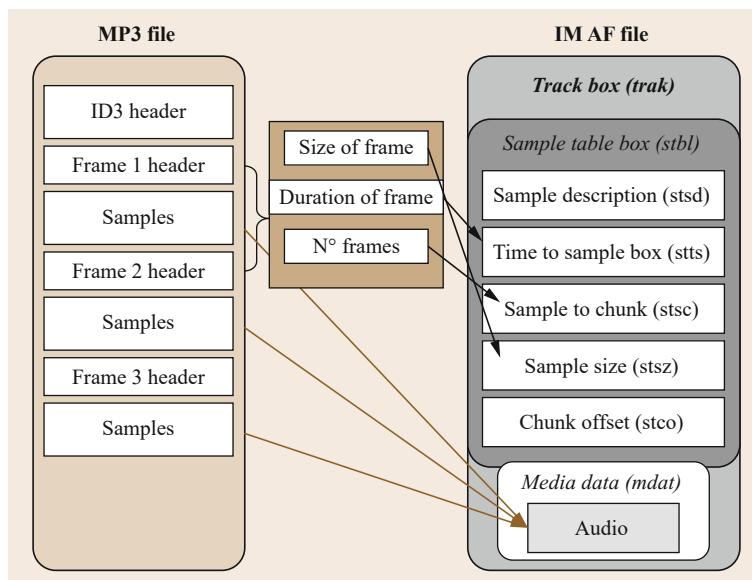 MP3 file
ID3 header
Frame 1 header
Samples
Frame 2 header
Samples
Frame 3 header
Samples
Size of frame
Duration of frame
N° frames
IM AF file
Track box (trak)
Sample table box (stbl)
Sample description (stsd)
Time to sample box (stts)
Sample to chunk (stsc)
Sample size (stsz)
Chunk offset (stco)
Media data (mdat)
Audio